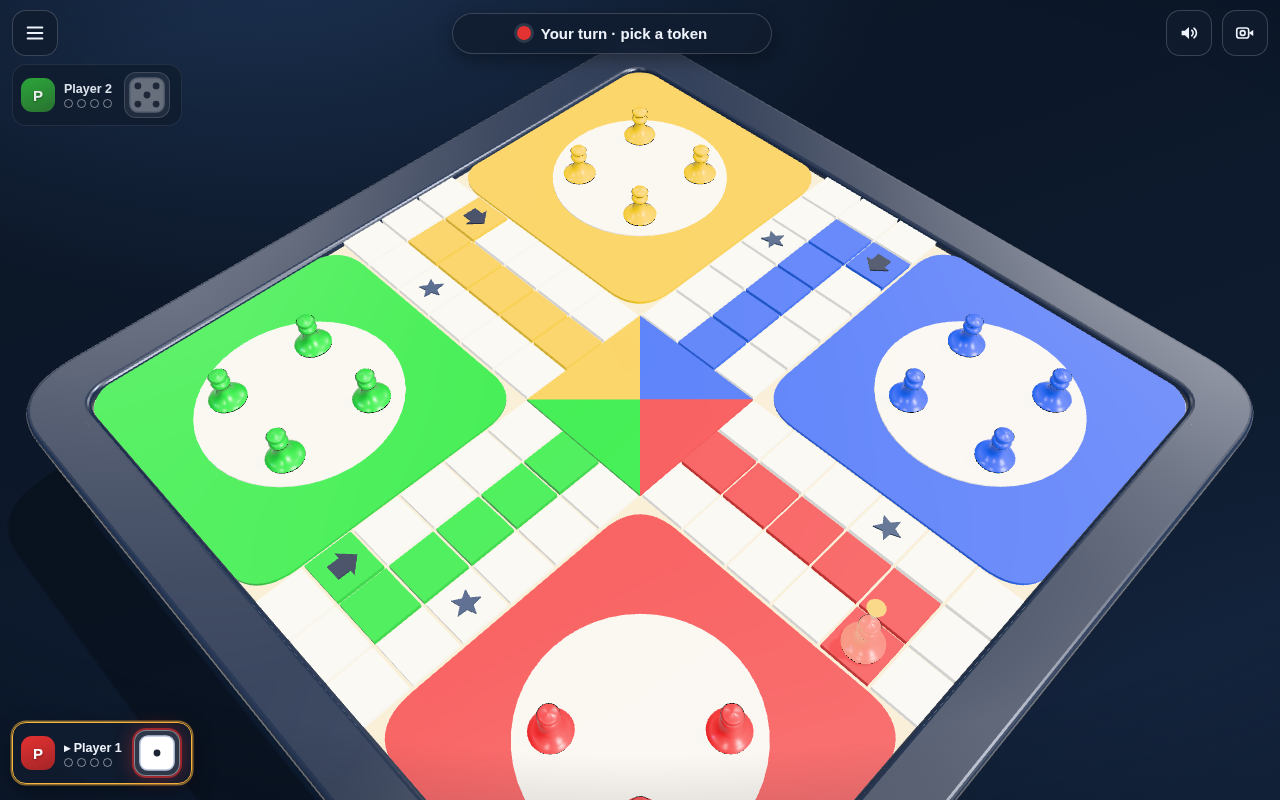 Your turn · pick a token
P
Player 2
P
▸ Player 1